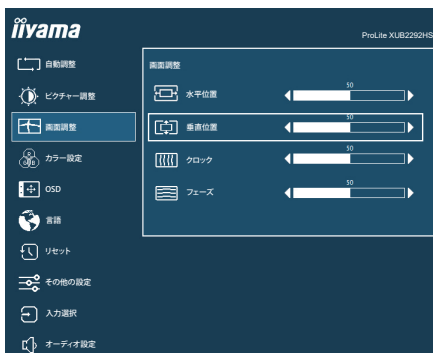 iiyama
ProLite XUB2292HS
自動調整
ピクチャー調整
画面調整
カラー設定
R
G B
OSD
言語
リセット
その他の設定
入力選択
オーディオ設定
画面調整
水平位置
50
垂直位置
50
クロック
50
フェーズ
50